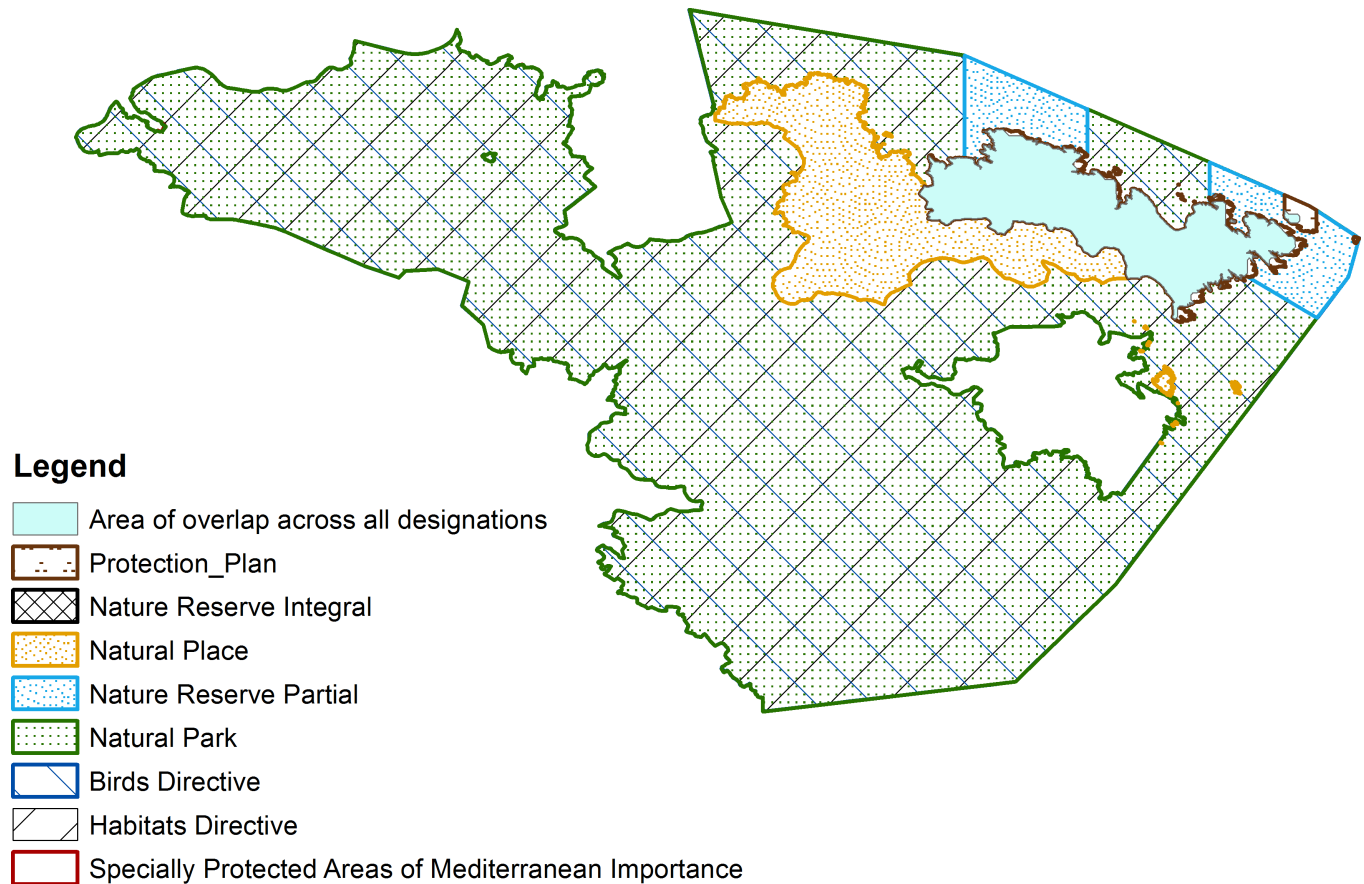 Legend
Area of overlap across all designations
Protection_Plan
Nature Reserve Integral
Natural Place
Nature Reserve Partial
Natural Park
Birds Directive
Habitats Directive
Specially Protected Areas of Mediterranean Importance